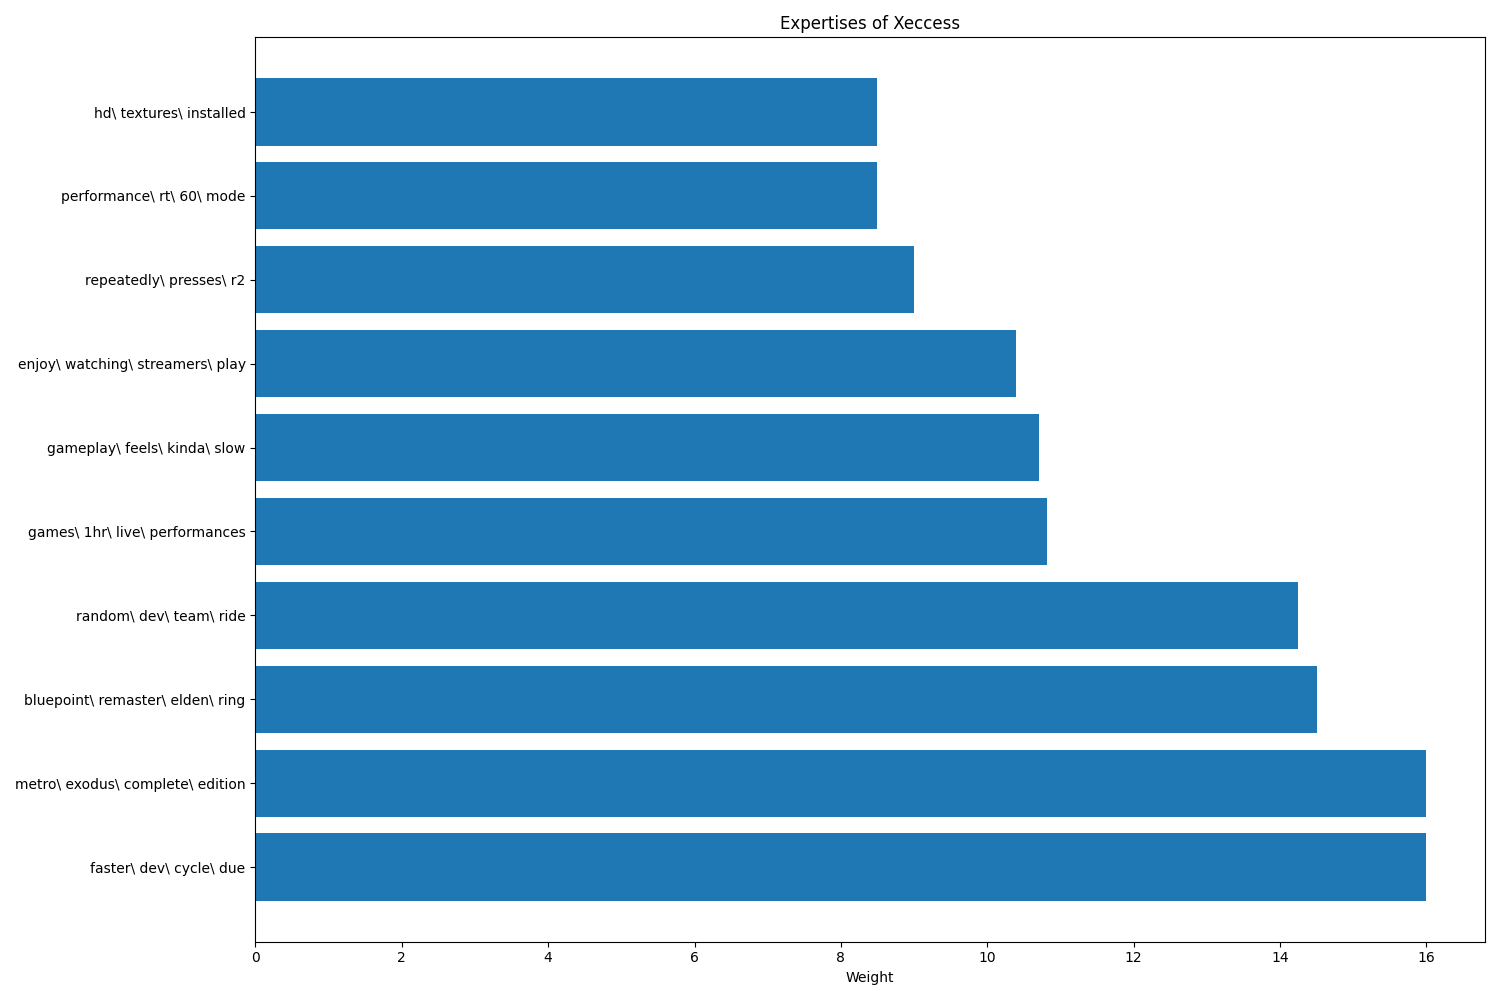 Expertises of Xeccess
hd\ textures\ installed
performance\ rt\ 60\ mode
repeatedly\ presses\ r2
enjoy\ watching\ streamers\ play
gameplay\ feels\ kinda\ slow
games\ 1hr\ live\ performances
random\ dev\ team\ ride
bluepoint\ remaster\ elden\ ring
metro\ exodus\ complete\ edition
faster\ dev\ cycle\ due
0 2 4 6 8 10 12 14 16
Weight